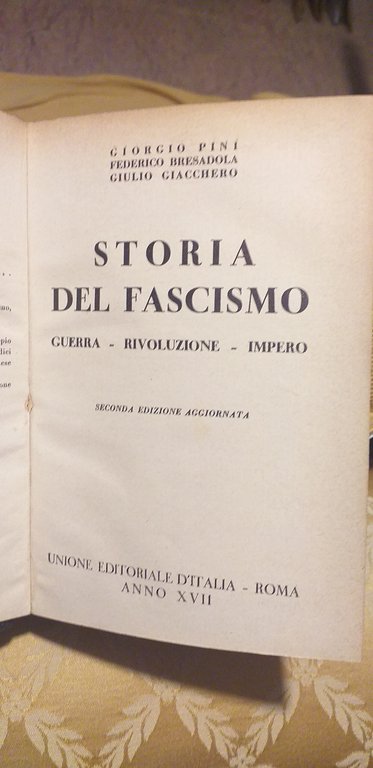 GIORGIO PINI
FEDERICO BRESADOLA
GIULIO GIACCHERO
STORIA
DEL FASCISMO
GUERRA - RIVOLUZIONE - IMPERO
SECONDA EDIZIONE AGGIORNATA
UNIONE EDITORIALE D'ITALIA - ROMA
ANNO XVII